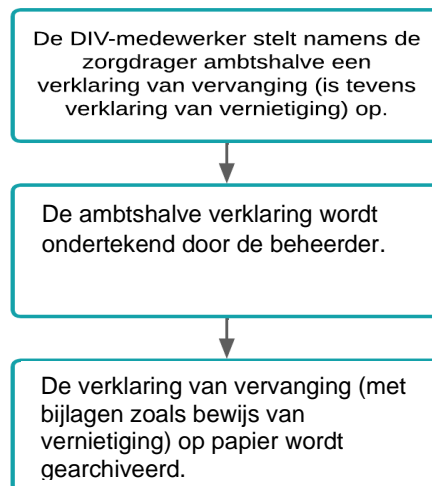 De DIV-medewerker stelt namens de
zorgdrager ambtshalve een
verklaring van vervanging (is tevens
verklaring van vernietiging) op.
De ambtshalve verklaring wordt
ondertekend door de beheerder.
De verklaring van vervanging (met
bijlagen zoals bewijs van
vernietiging) op papier wordt
gearchiveerd.